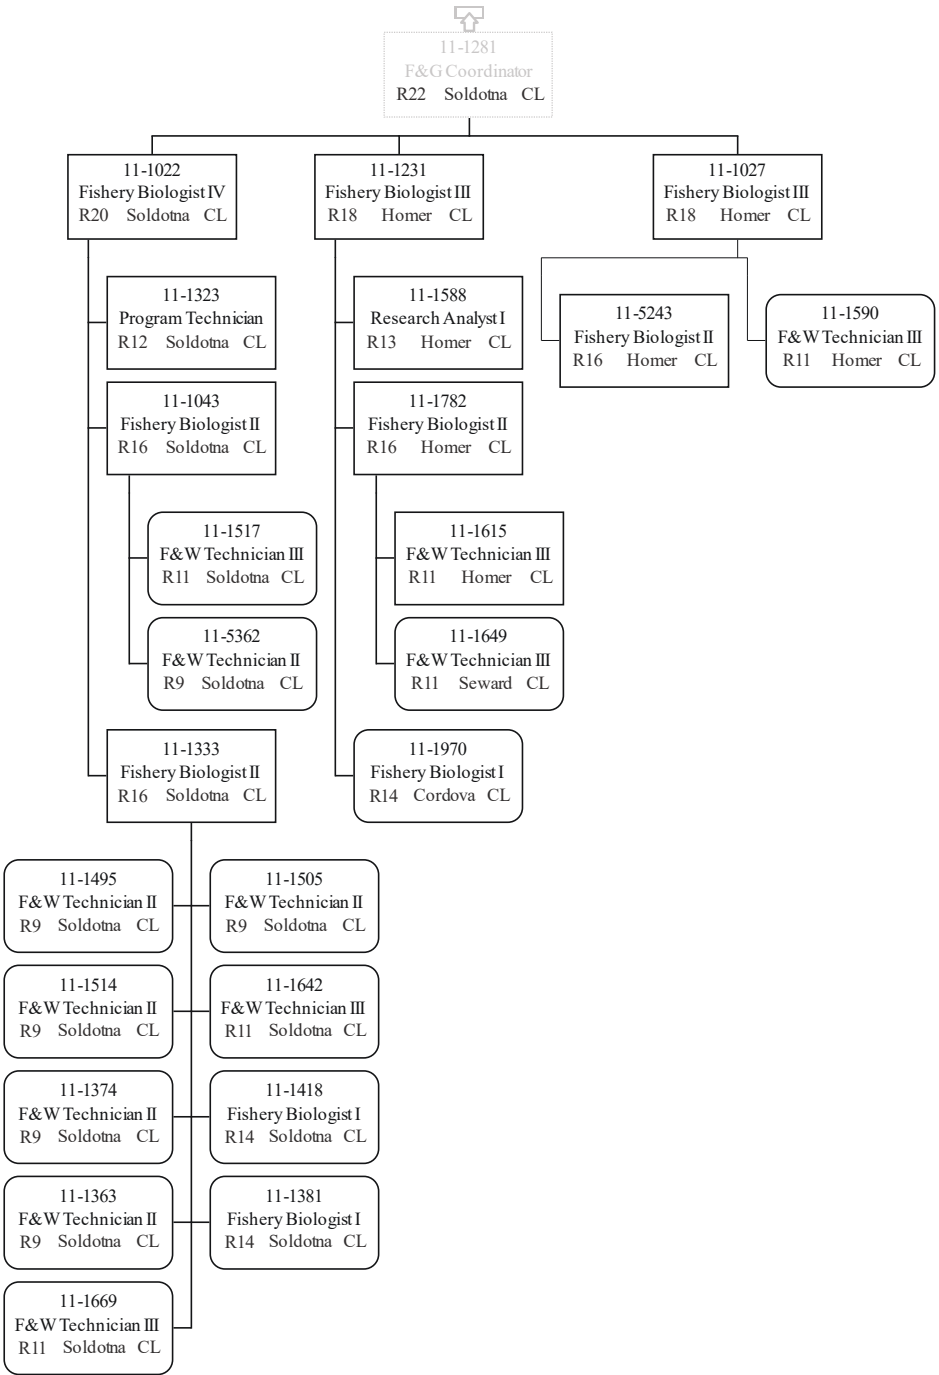 11-1281
F&G Coordinator
R22 Soldotna CL
11-1022
Fishery Biologist IV
R20 Soldotna CL
11-1231
Fishery Biologist III
R18 Homer CL
11-1027
Fishery Biologist III
R18 Homer CL
11-1323
Program Technician
R12 Soldotna CL
11-1588
Research Analyst I
R13 Homer CL
11-5243
Fishery Biologist II
R16 Homer CL
11-1590
F&W Technician III
R11 Homer CL
11-1043
Fishery Biologist II
R16 Soldotna CL
11-1782
Fishery Biologist II
R16 Homer CL
11-1517
F&W Technician III
R11 Soldotna CL
11-1615
F&W Technician III
R11 Homer CL
11-5362
F&W Technician II
R9 Soldotna CL
11-1649
F&W Technician III
R11 Seward CL
11-1333
Fishery Biologist II
R16 Soldotna CL
11-1970
Fishery Biologist I
R14 Cordova CL
11-1495
F&W Technician II
R9 Soldotna CL
11-1505
F&W Technician II
R9 Soldotna CL
11-1514
F&W Technician II
R9 Soldotna CL
11-1642
F&W Technician III
R11 Soldotna CL
11-1374
F&W Technician II
R9 Soldotna CL
11-1418
Fishery Biologist I
R14 Soldotna CL
11-1363
F&W Technician II
R9 Soldotna CL
11-1381
Fishery Biologist I
R14 Soldotna CL
11-1669
F&W Technician III
R11 Soldotna CL